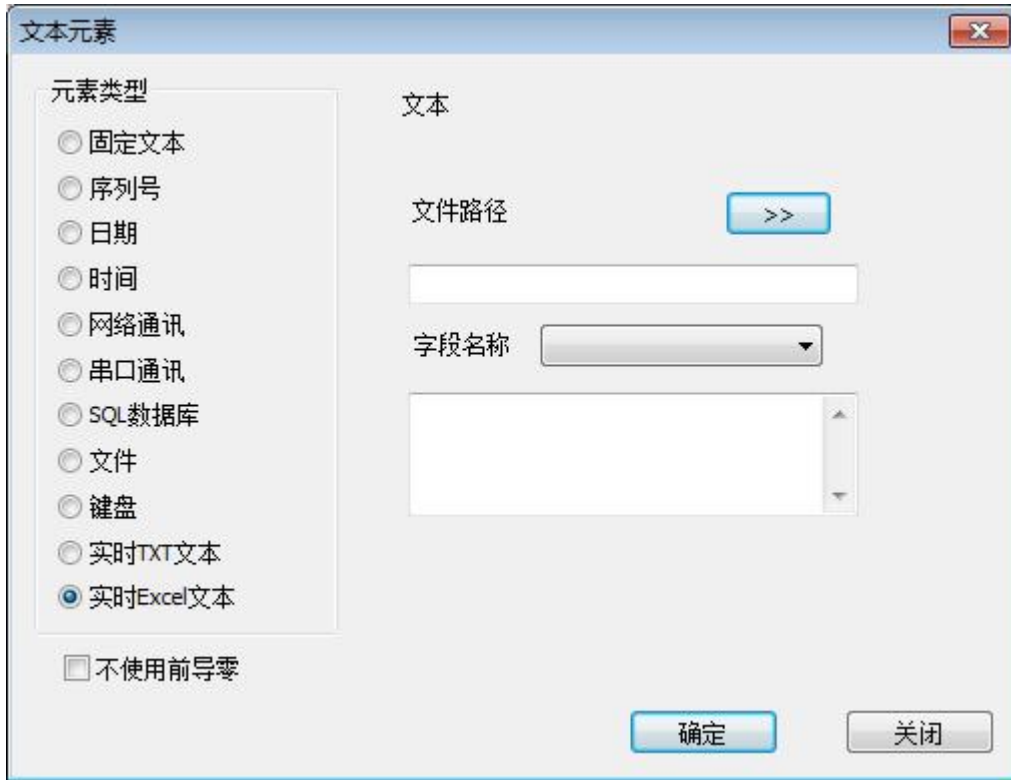 文本元素
元素类型
固定文本
序列号
日期
时间
网络通讯
串口通讯
SQL数据库
文件
键盘
实时TXT文本
实时Excel文本
不使用前导零
文本
文件路径
>>
字段名称
确定
关闭